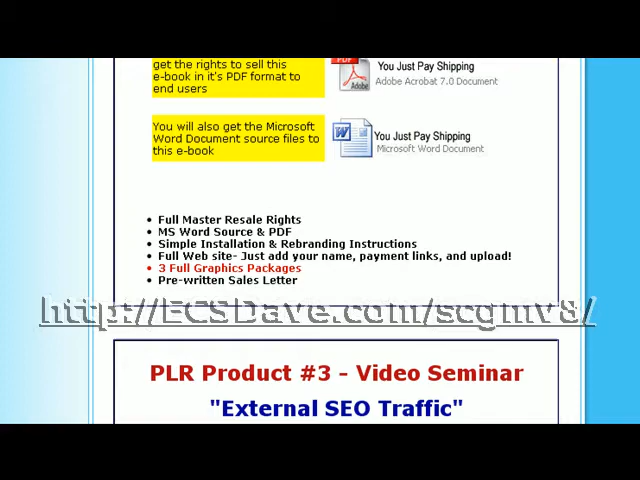 get the rights to sell this
e-book in it's PDF format to
end users
PDF
Adobe
You Just Pay Shipping
Adobe Acrobat 7.0 Document
You will also get the Microsoft
Word Document source files to
this e-book
W
You Just Pay Shipping
Microsoft Word Document
• Full Master Resale Rights
• MS Word Source & PDF
• Simple Installation & Rebranding Instructions
• Full Web site- Just add your name, payment links, and upload!
• 3 Full Graphics Packages
• Pre-written Sales Letter
http://ECSDave.com/scgmv8/
PLR Product #3 - Video Seminar
"External SEO Traffic"